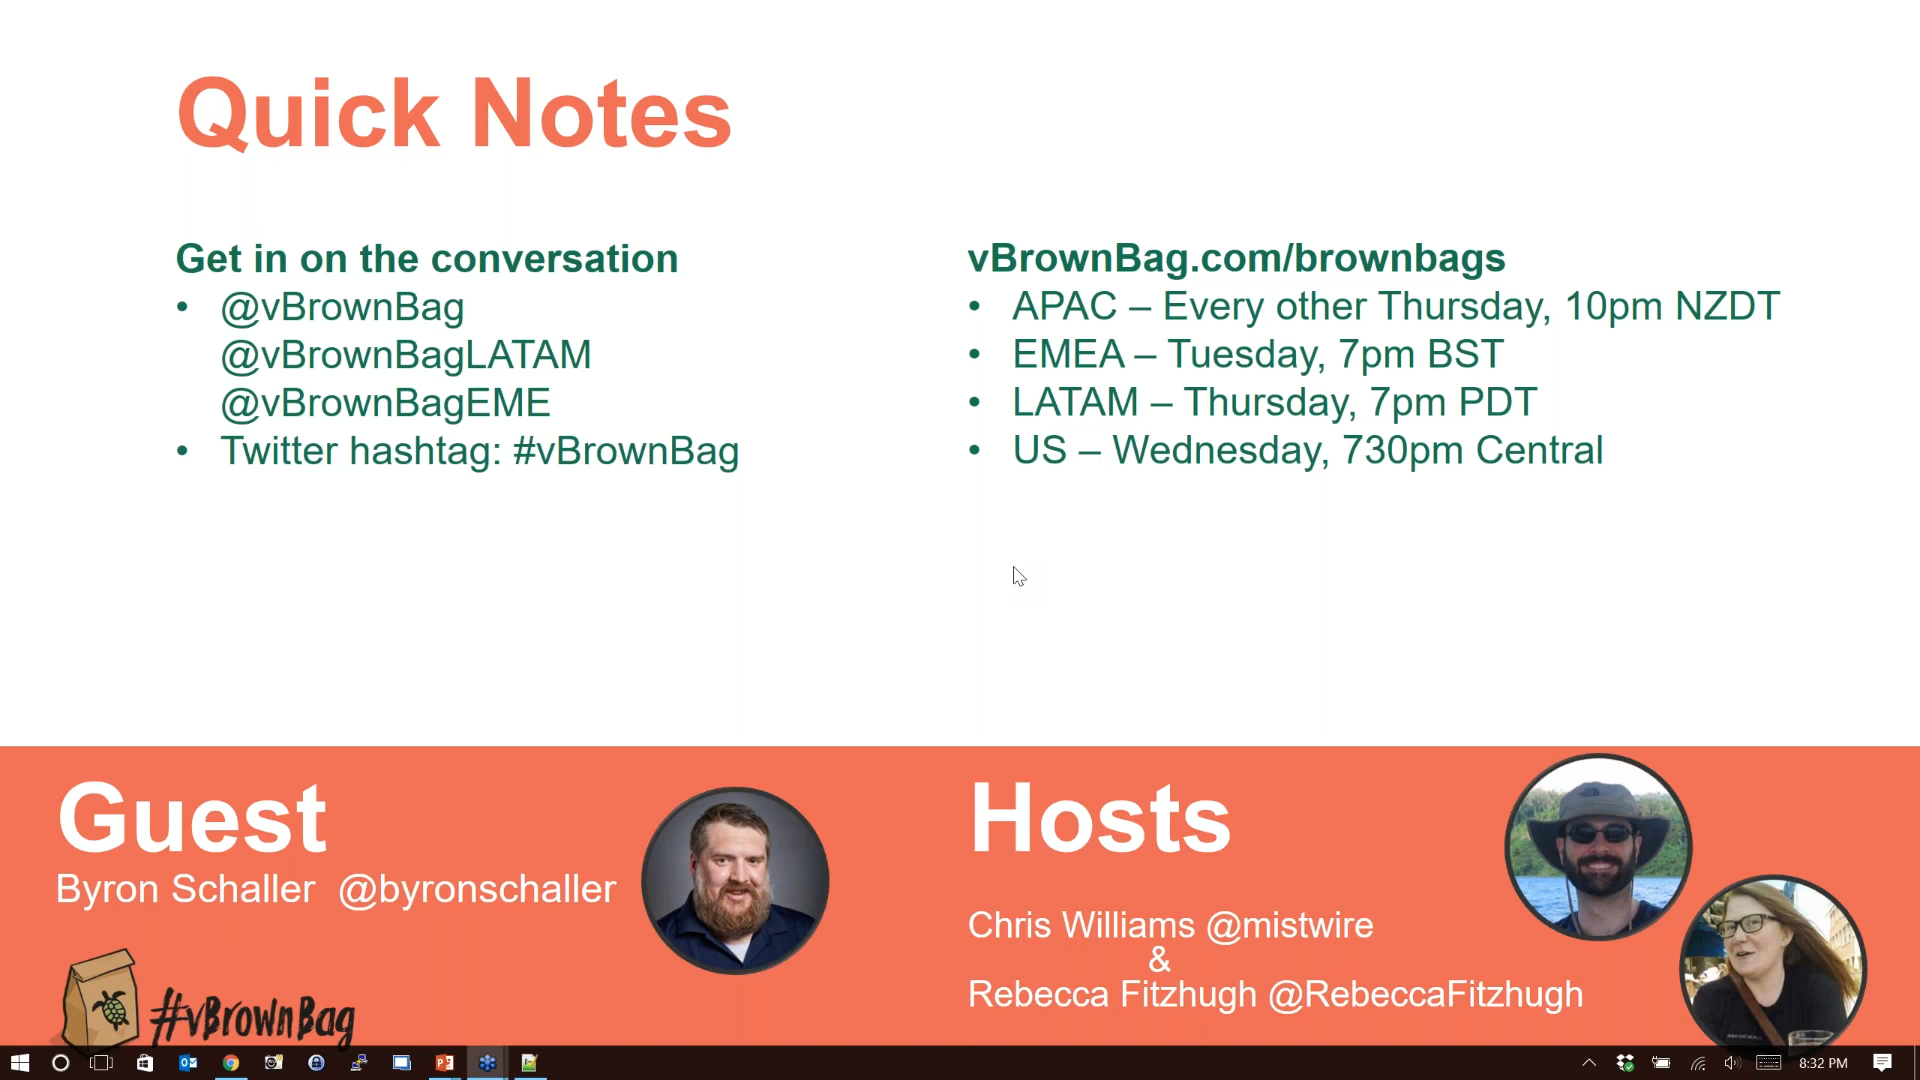 Quick Notes
Get in on the conversation
• @vBrownBag
@vBrownBagLATAM
@vBrownBagEME
• Twitter hashtag: #vBrownBag
vBrownBag.com/brownbags
• APAC – Every other Thursday, 10pm NZDT
• EMEA – Tuesday, 7pm BST
• LATAM – Thursday, 7pm PDT
• US – Wednesday, 730pm Central
Guest
Byron Schaller @byronschaller
#vBrownBag
Hosts
Chris Williams @mistwire
&
Rebecca Fitzhugh @RebeccaFitzhugh
8:32 PM